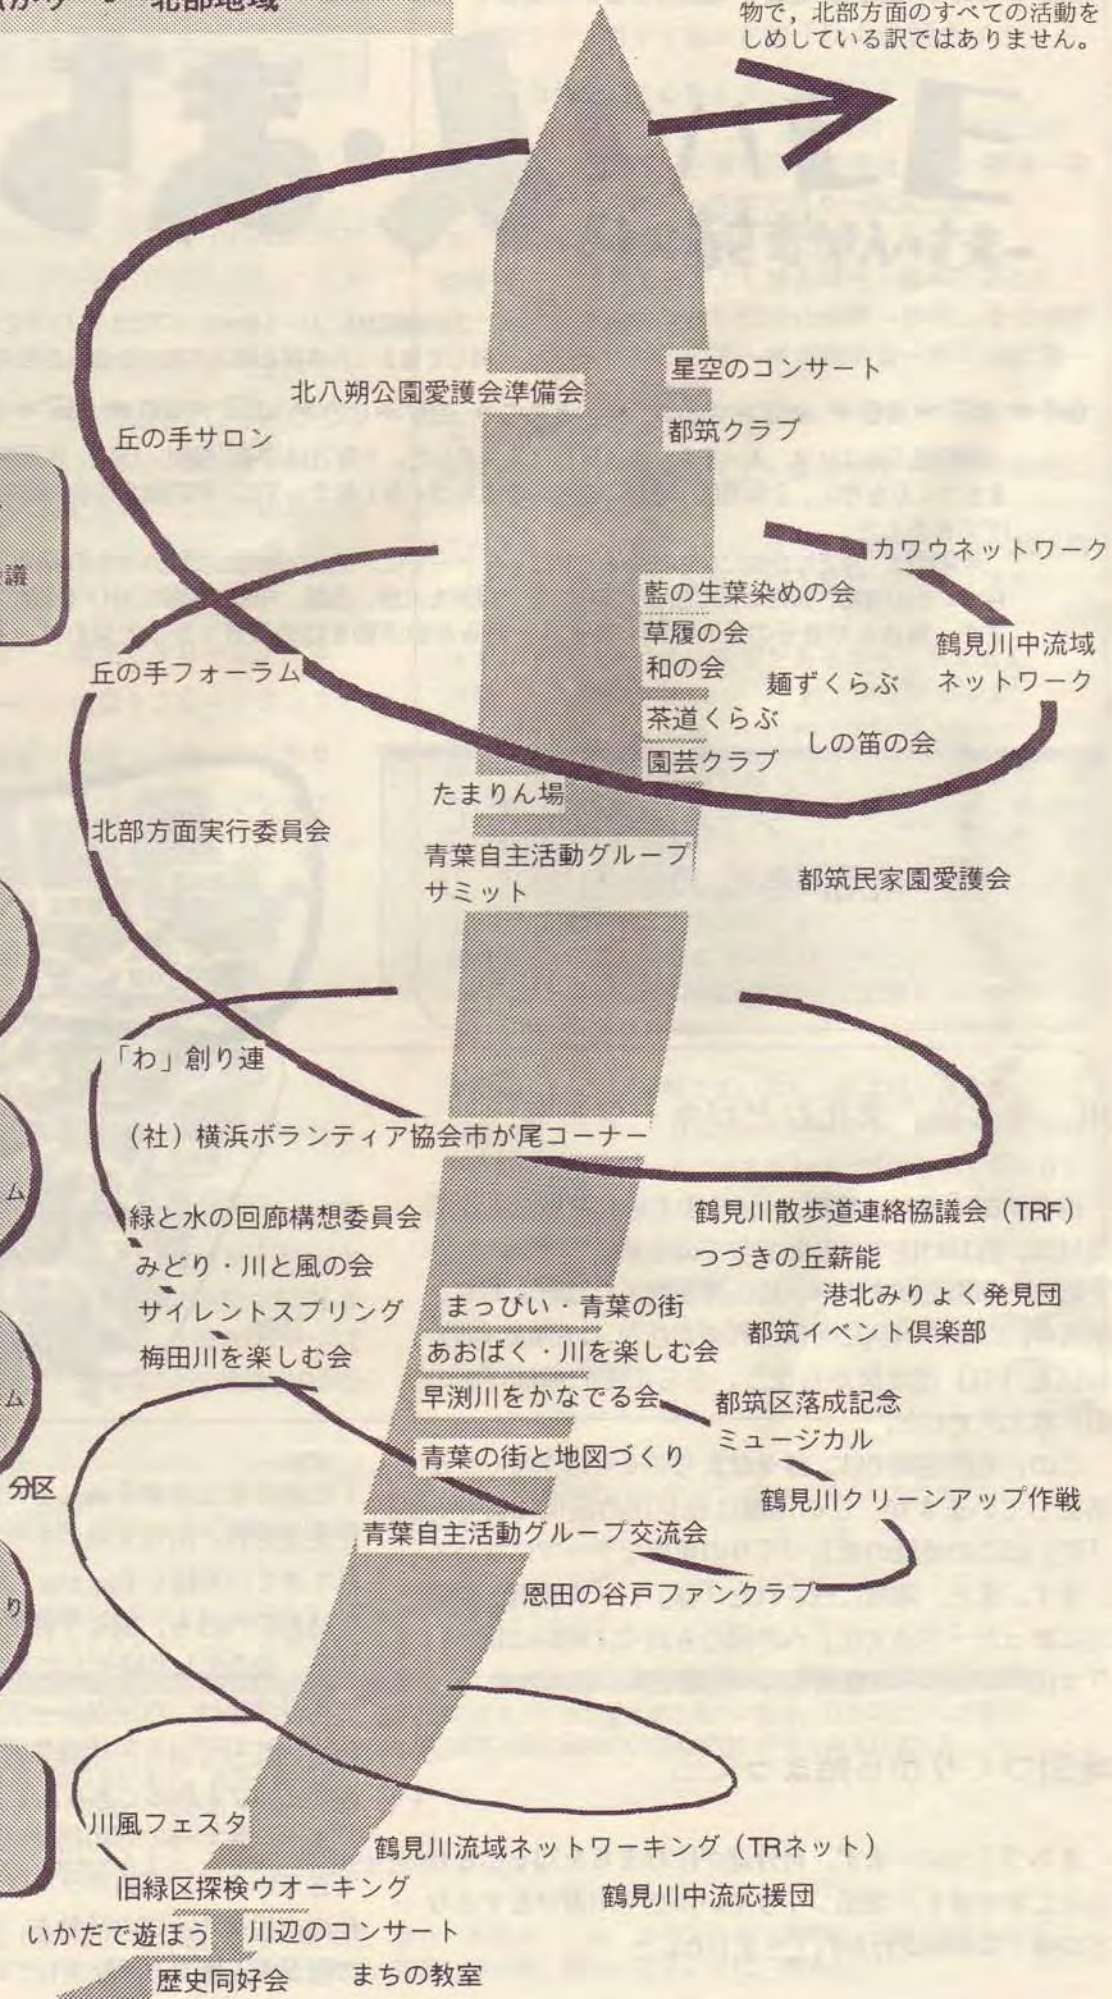 北部地域
物で，北部方面のすべての活動を
しめしている訳ではありません。
星空のコンサート
北八朔公園愛護会準備会
都筑クラブ
丘の手サロン
カワウネットワーク
議
藍の生葉染めの会
草履の会
鶴見川中流域
ネットワーク
和の会
丘の手フォーラム
麺ずくらぶ
茶道くらぶ
しの笛の会
園芸クラブ
たまりん場
北部方面実行委員会
青葉自主活動グループ
サミット
都筑民家園愛護会
「わ」創り連
（社）横浜ボランティア協会市が尾コーナー
ム
緑と水の回廊構想委員会
鶴見川散歩道連絡協議会（TRF）
みどり・川と風の会
つづきの丘薪能
サイレントスプリング
まっぴい・青葉の街
港北みりょく発見団
梅田川を楽しむ会
あおばく・川を楽しむ会
都筑イベント倶楽部
ム
早渕川をかなでる会
都筑区落成記念
ミュージカル
青葉の街と地図づくり
分区
鶴見川クリーンアップ作戦
青葉自主活動グループ交流会
恩田の谷戸ファンクラブ
り
川風フェスタ
鶴見川流域ネットワーキング（TRネット）
旧緑区探検ウオーキング
鶴見川中流応援団
いかだで遊ぼう
川辺のコンサート
歴史同好会
まちの教室